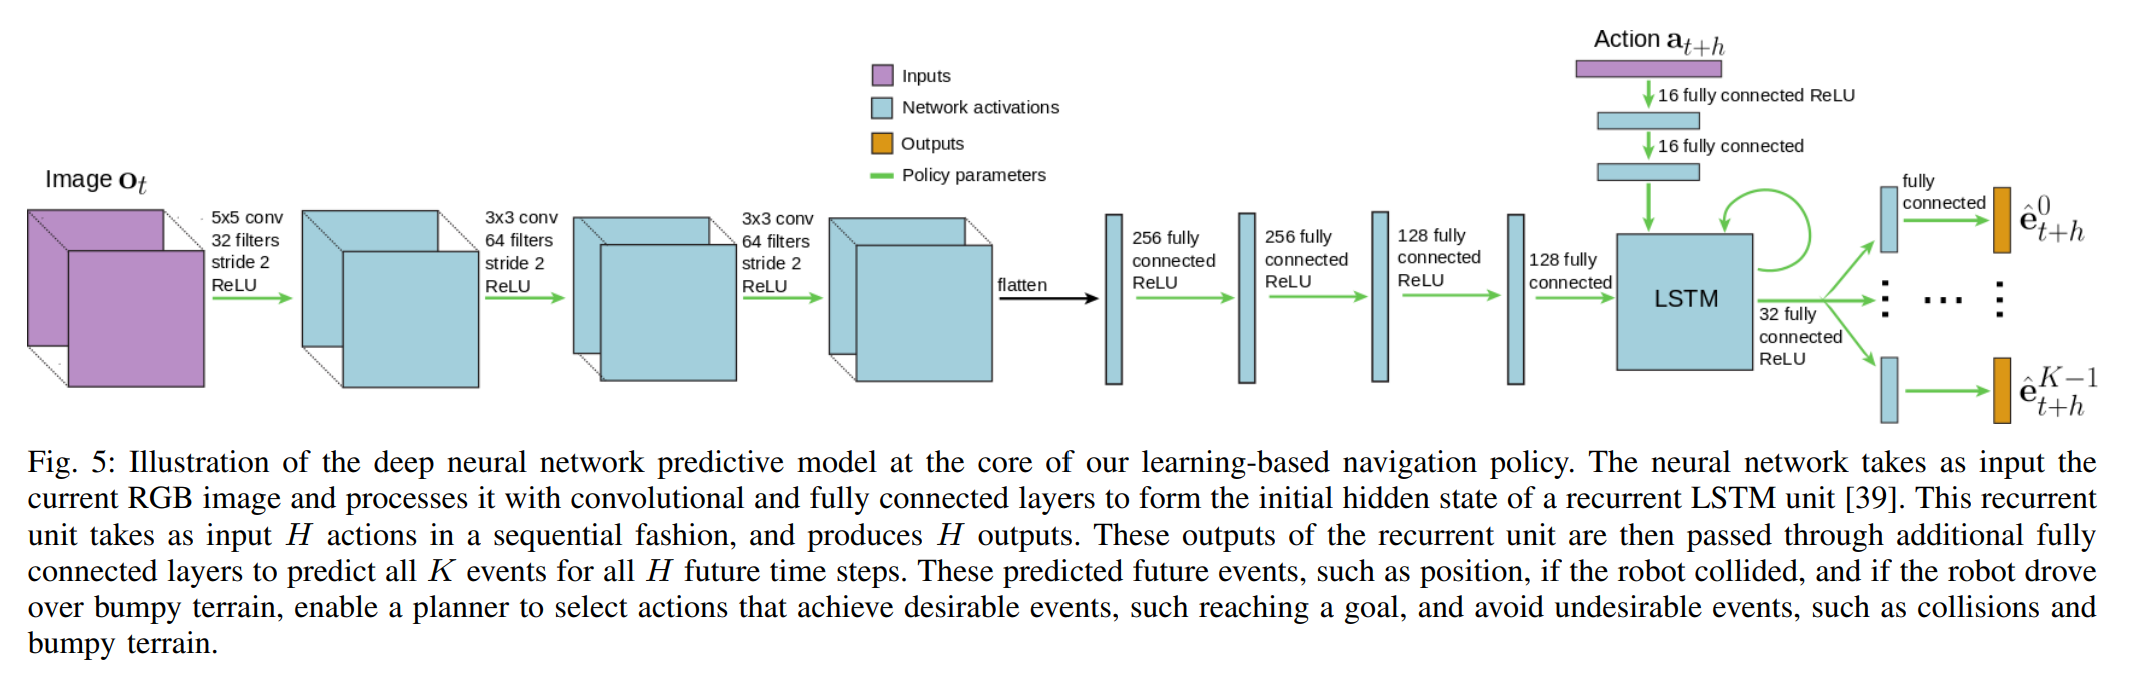 Action a_{t+h}
Inputs
16 fully connected ReLU
Network activations
Outputs
16 fully connected
Policy parameters
Image o_t
5x5 conv
32 filters
stride 2
ReLU
3x3 conv
64 filters
stride 2
ReLU
3x3 conv
64 filters
stride 2
ReLU
flatten
256 fully
connected
ReLU
256 fully
connected
ReLU
128 fully
connected
ReLU
128 fully
connected
LSTM
32 fully
connected
ReLU
fully
connected
ê^0_{t+h}
ê^{K-1}_{t+h}
Fig. 5: Illustration of the deep neural network predictive model at the core of our learning-based navigation policy. The neural network takes as input the
current RGB image and processes it with convolutional and fully connected layers to form the initial hidden state of a recurrent LSTM unit [39]. This recurrent
unit takes as input H actions in a sequential fashion, and produces H outputs. These outputs of the recurrent unit are then passed through additional fully
connected layers to predict all K events for all H future time steps. These predicted future events, such as position, if the robot collided, and if the robot drove
over bumpy terrain, enable a planner to select actions that achieve desirable events, such reaching a goal, and avoid undesirable events, such as collisions and
bumpy terrain.